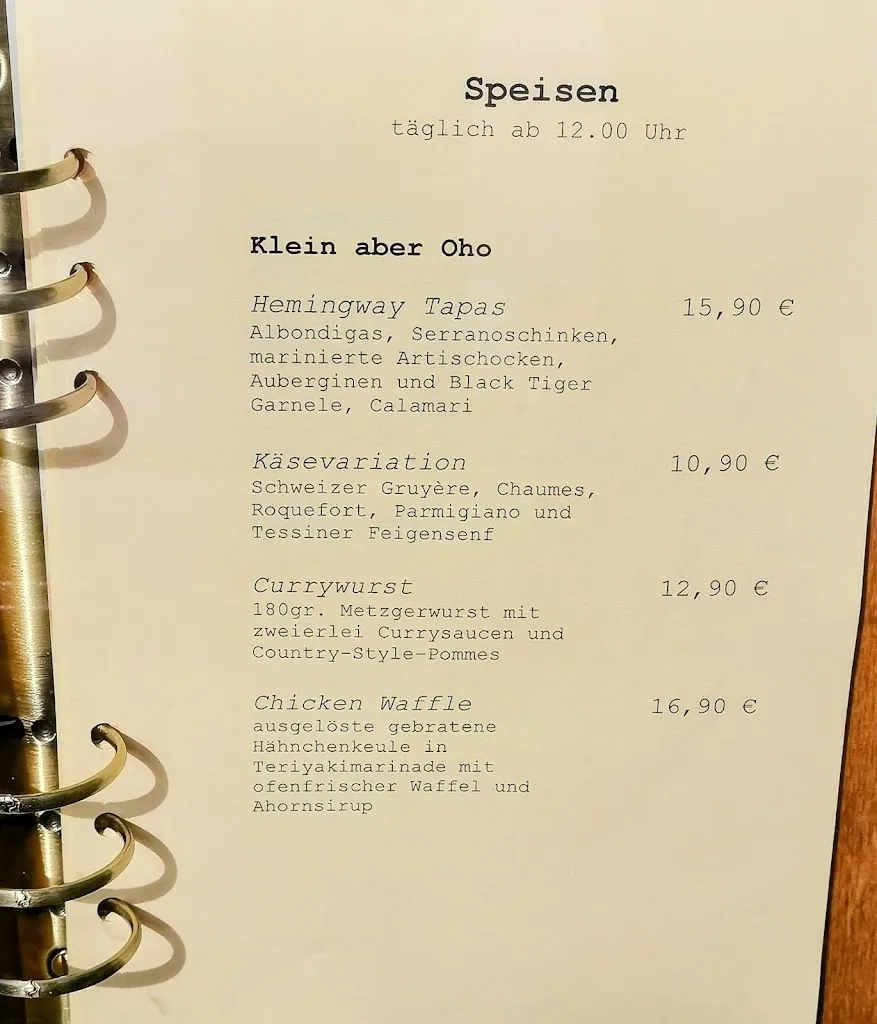 Speisen
täglich ab 12.00 Uhr
Klein aber Oho
Hemingway Tapas 15,90 €
Albondigas, Serranoschinken,
marinierte Artischocken,
Auberginen und Black Tiger
Garnele, Calamari
Käsevariation 10,90 €
Schweizer Gruyère, Chaumes,
Roquefort, Parmigiano und
Tessiner Feigensenf
Currywurst 12,90 €
180gr. Metzgerwurst mit
zweierlei Currysaucen und
Country-Style-Pommes
Chicken Waffle 16,90 €
ausgelöste gebratene
Hähnchenkeule in
Teriyakimarinade mit
ofenfrischer Waffel und
Ahornsirup